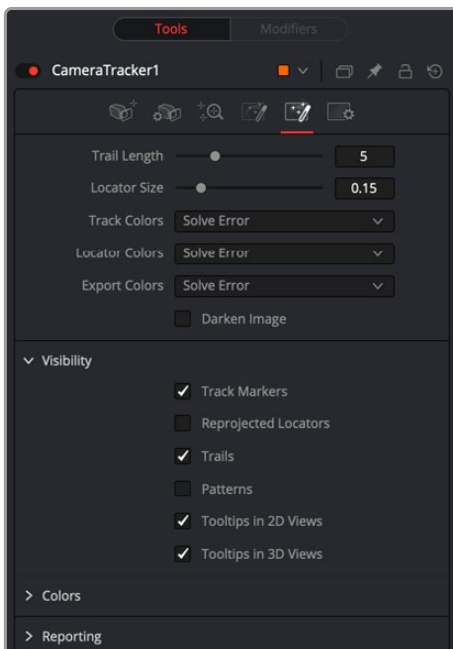 Tools Modifiers
CameraTracker1
Trail Length 5
Locator Size 0.15
Track Colors Solve Error
Locator Colors Solve Error
Export Colors Solve Error
Darken Image
Visibility
Track Markers
Reprojected Locators
Trails
Patterns
Tooltips in 2D Views
Tooltips in 3D Views
Colors
Reporting